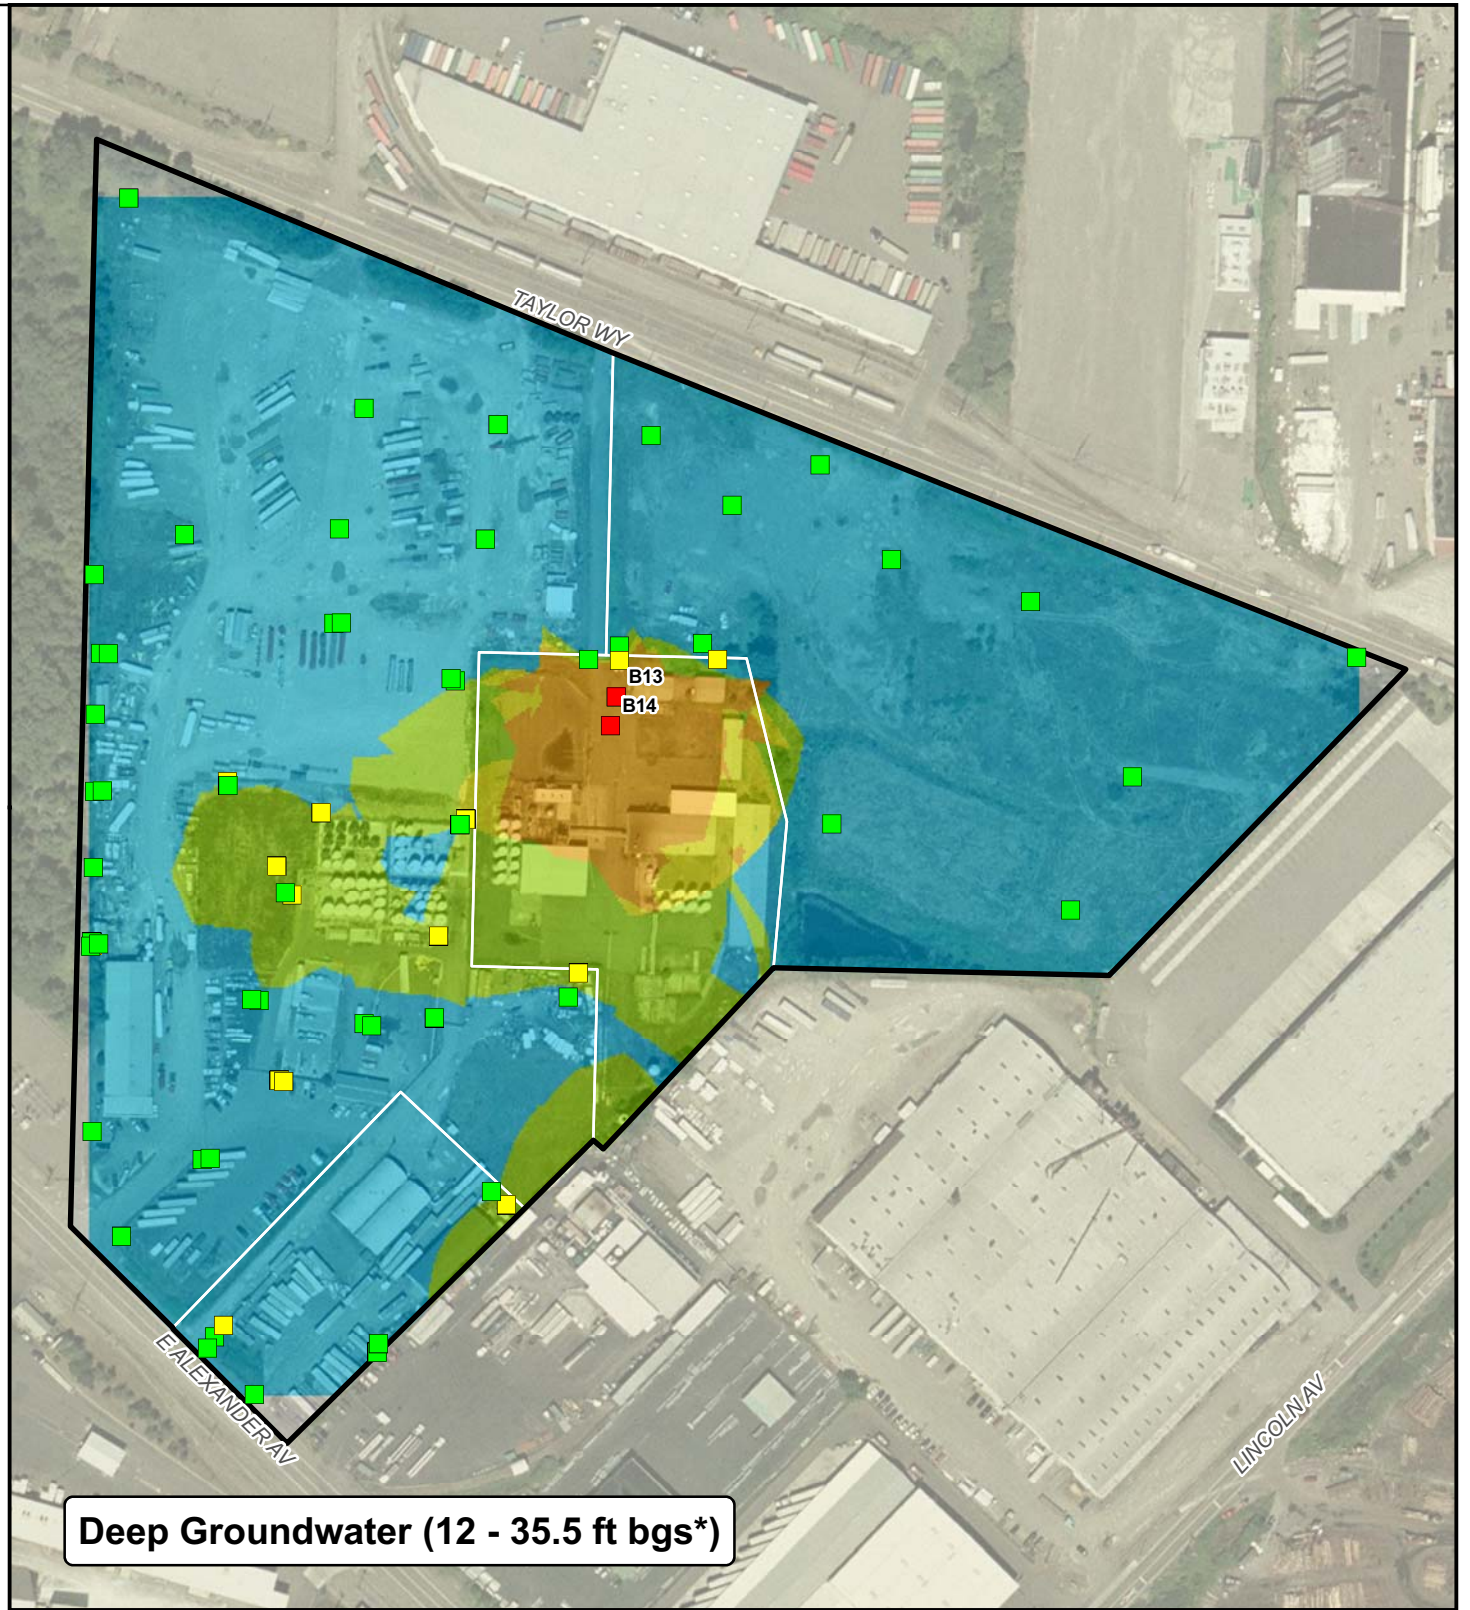 TAYLOR WY
B13
B14
E ALEXANDER AV
LINCOLN AV
Deep Groundwater (12 - 35.5 ft bgs*)